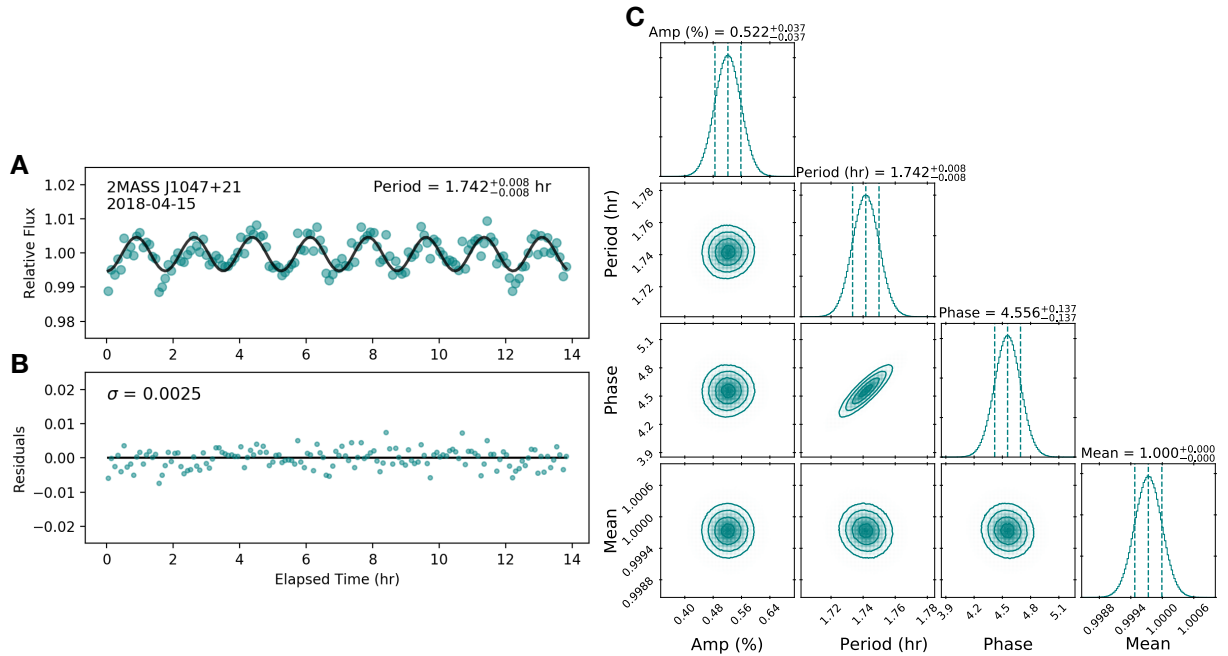 A
2MASS J1047+21
2018-04-15
Period = 1.742 +0.008 −0.008 hr
Relative Flux
1.02
1.01
1.00
0.99
0.98
0 2 4 6 8 10 12 14
B
σ = 0.0025
Residuals
0.02
0.01
0.00
−0.01
−0.02
0 2 4 6 8 10 12 14
Elapsed Time (hr)
C
Amp (%) = 0.522 +0.037 −0.037
Period (hr) = 1.742 +0.008 −0.008
Period (hr)
1.78
1.76
1.74
1.72
Phase = 4.556 +0.137 −0.137
Phase
5.1
4.8
4.5
4.2
3.9
Mean = 1.000 +0.000 −0.000
Mean
1.0006
1.0000
0.9994
0.9988
0.40 0.48 0.56 0.64
Amp (%)
1.72 1.74 1.76 1.78
Period (hr)
3.9 4.2 4.5 4.8 5.1
Phase
0.9988 0.9994 1.0000 1.0006
Mean